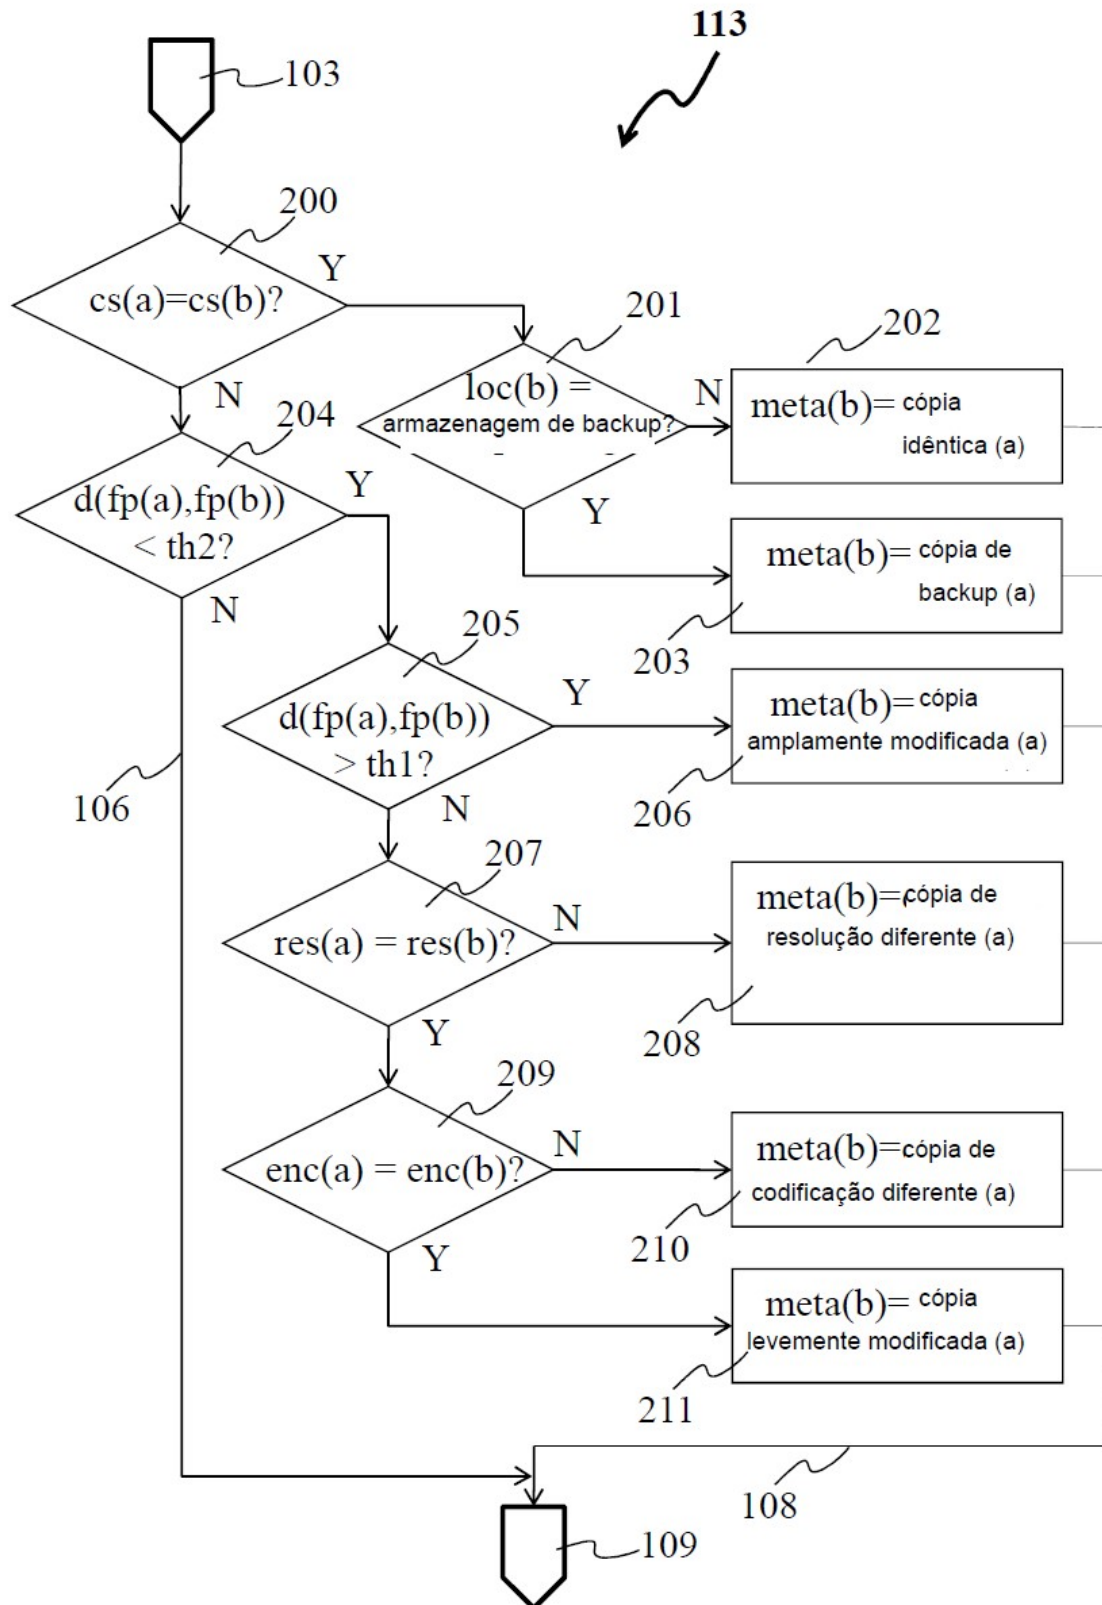 113
103
200
cs(a)=cs(b)?
Y
N
201
loc(b) =
armazenagem de backup?
N
Y
202
meta(b)= cópia
idêntica (a)
204
d(fp(a),fp(b))
< th2?
Y
N
meta(b)= cópia de
backup (a)
203
205
d(fp(a),fp(b))
> th1?
Y
N
meta(b)= cópia
amplamente modificada (a)
206
106
207
res(a) = res(b)?
N
Y
meta(b)=cópia de
resolução diferente (a)
208
209
enc(a) = enc(b)?
N
Y
meta(b)=cópia de
codificação diferente (a)
210
meta(b)= cópia
levemente modificada (a)
211
108
109